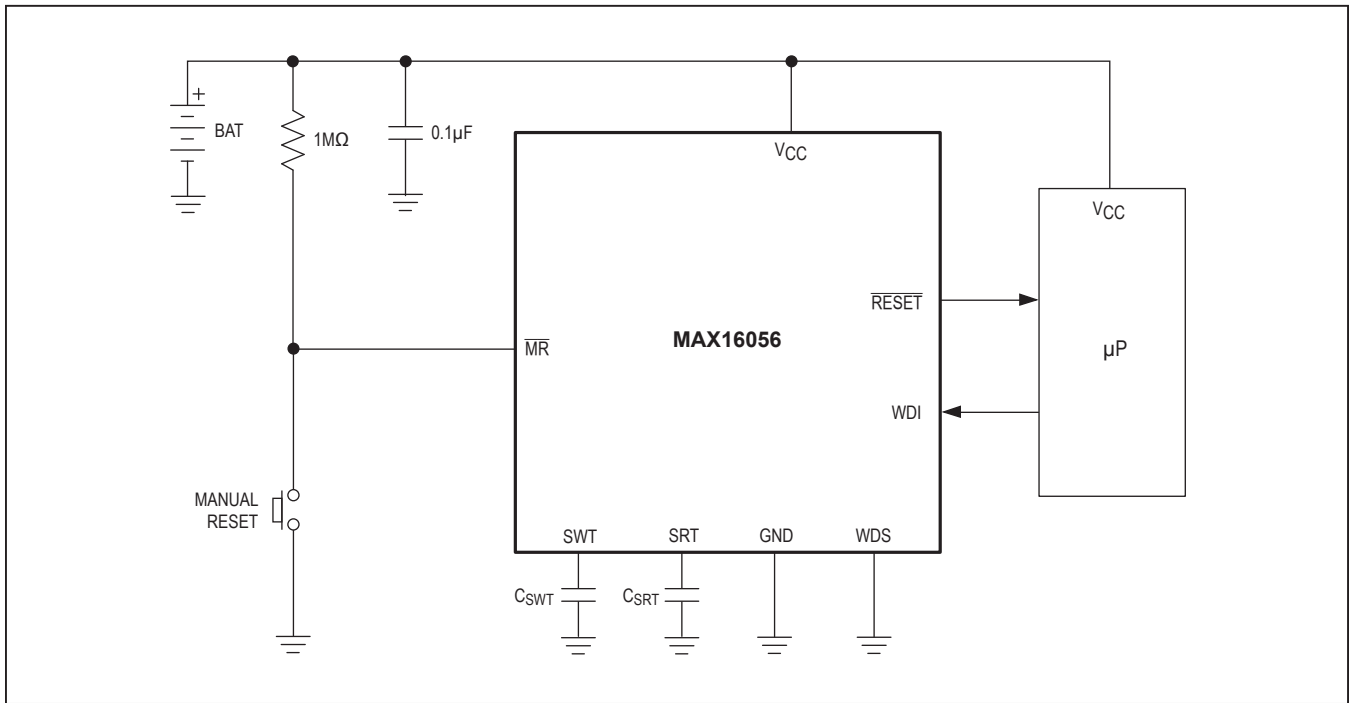 +
BAT
1MΩ
0.1µF
VCC
VCC
RESET
MAX16056
MR
µP
WDI
MANUAL
RESET
SWT
SRT
GND
WDS
CSWT
CSRT